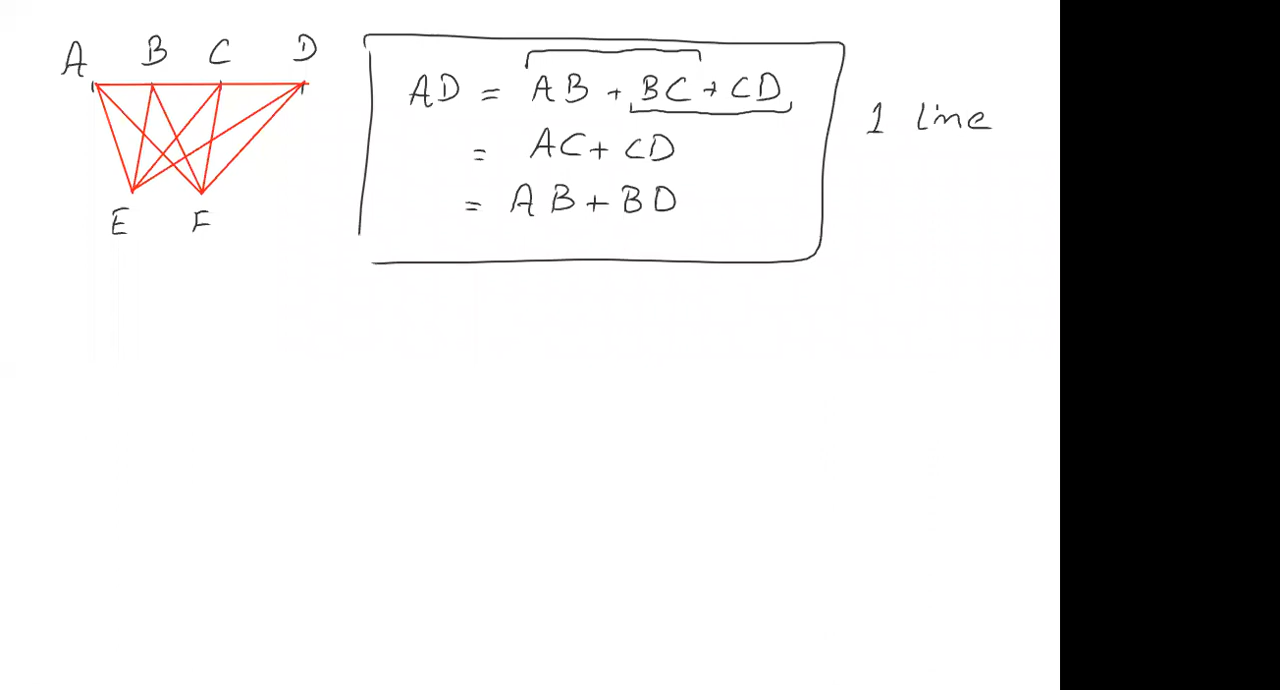 A B C D
E F
AD = AB + BC + CD
= AC + CD
= AB + BD
1 line